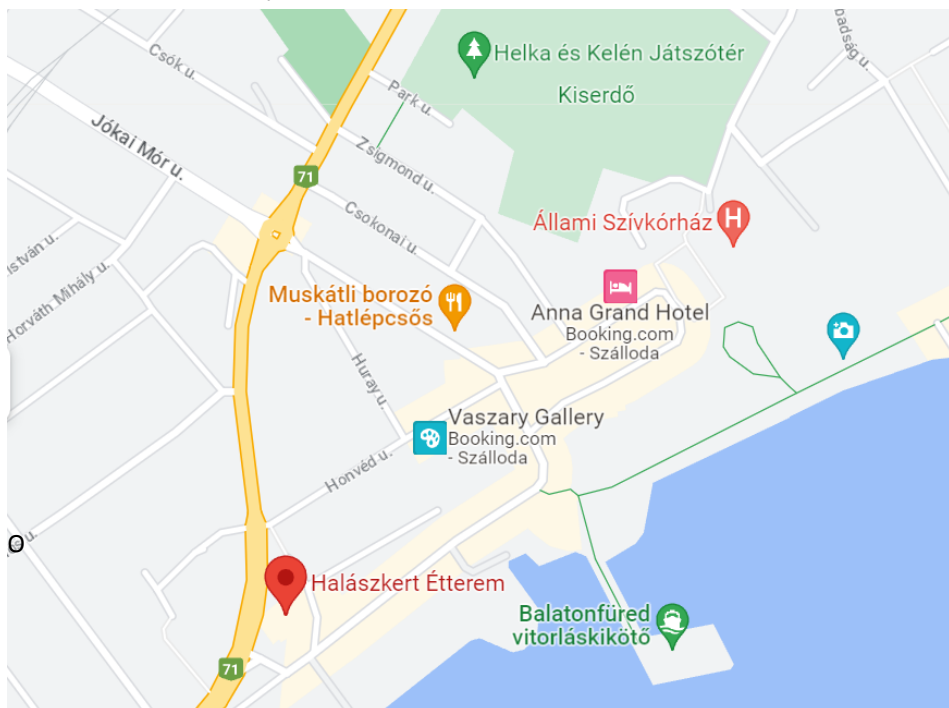 Helka és Kelén Játszótér
Kiserdő
Csók u.
Park u.
Jókai Mór u.
Zsigmond u.
71
Csokonai u.
Állami Szívkórház
H
István u.
Horváth Mihály u.
Muskátli borozó
- Hatlépcsős
Anna Grand Hotel
Booking.com
- Szálloda
Huray u.
Vaszary Gallery
Booking.com
- Szálloda
Honvéd u.
Halászkert Étterem
Balatonfüred
vitorláskikötő
71